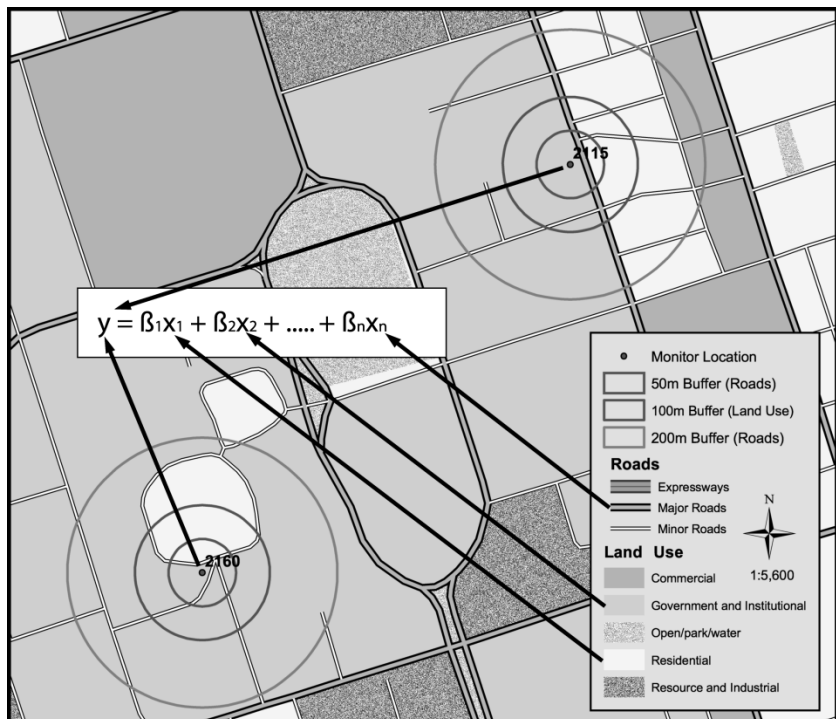 2115
y = ß₁x₁ + ß₂x₂ + ..... + ßₙxₙ
2160
Monitor Location
50m Buffer (Roads)
100m Buffer (Land Use)
200m Buffer (Roads)
Roads
Expressways
Major Roads
Minor Roads
N
1:5,600
Land Use
Commercial
Government and Institutional
Open/park/water
Residential
Resource and Industrial